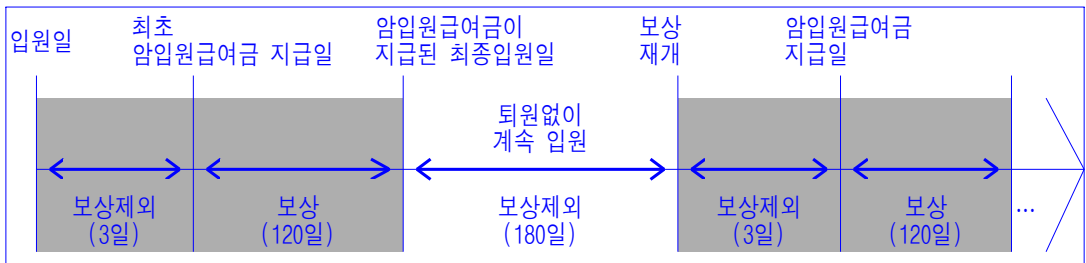 입원일
최초
암입원급여금 지급일
암입원급여금이
지급된 최종입원일
보상
재개
암입원급여금
지급일
퇴원없이
계속 입원
보상제외
(3일)
보상
(120일)
보상제외
(180일)
보상제외
(3일)
보상
(120일)
...